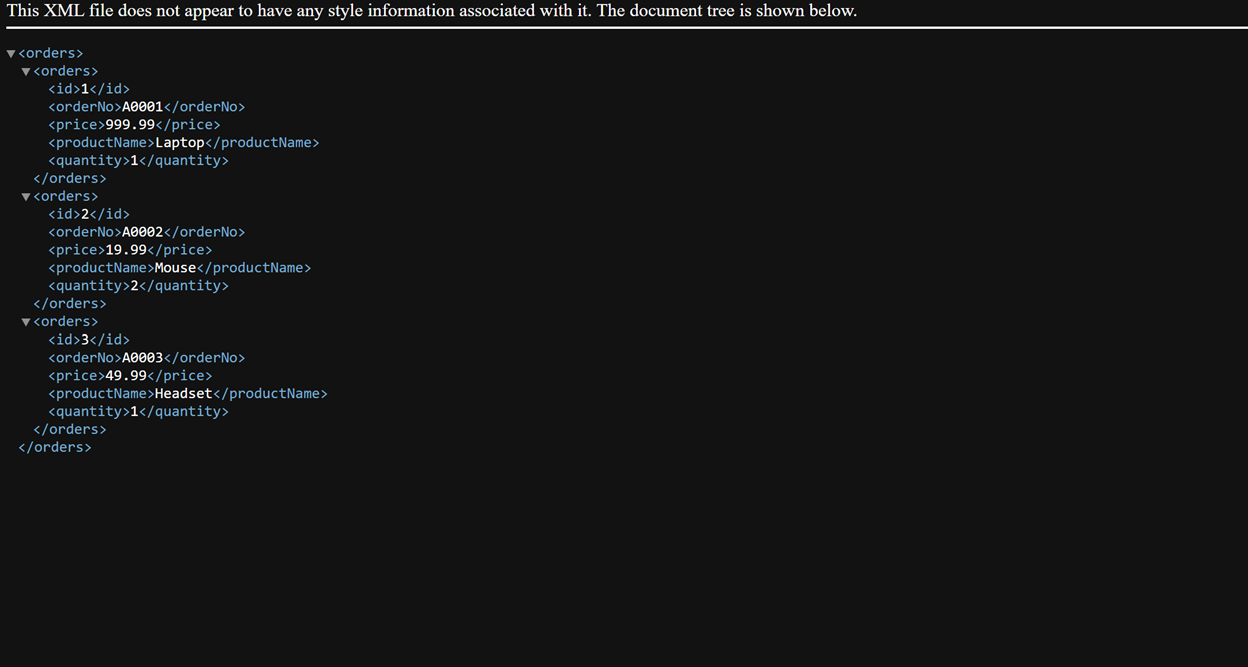 This XML file does not appear to have any style information associated with it. The document tree is shown below.
▼<orders>
▼<orders>
<id>1</id>
<orderNo>A0001</orderNo>
<price>999.99</price>
<productName>Laptop</productName>
<quantity>1</quantity>
</orders>
▼<orders>
<id>2</id>
<orderNo>A0002</orderNo>
<price>19.99</price>
<productName>Mouse</productName>
<quantity>2</quantity>
</orders>
▼<orders>
<id>3</id>
<orderNo>A0003</orderNo>
<price>49.99</price>
<productName>Headset</productName>
<quantity>1</quantity>
</orders>
</orders>